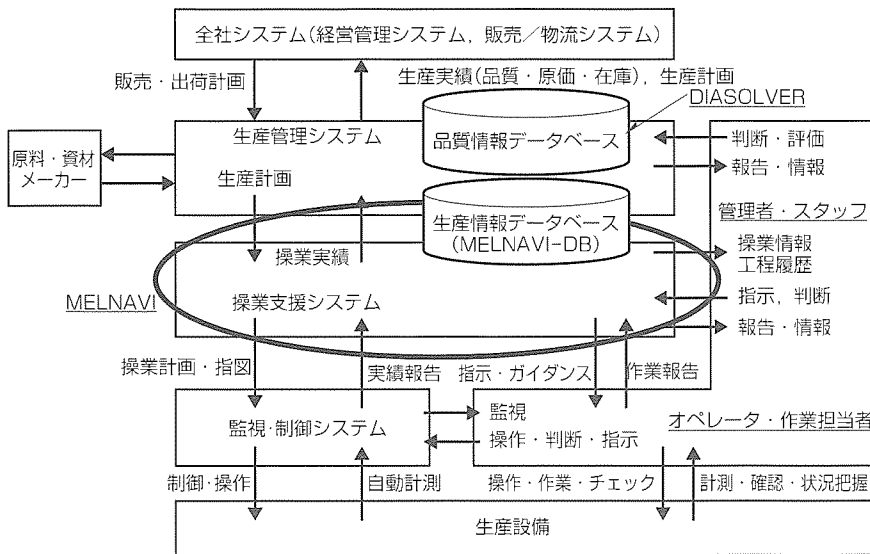 全社システム(経営管理システム, 販売／物流システム)
販売・出荷計画
生産実績(品質・原価・在庫), 生産計画
DIASOLVER
生産管理システム
品質情報データベース
判断・評価
報告・情報
原料・資材
メーカー
生産計画
管理者・スタッフ
生産情報データベース
(MELNAVI-DB)
操業実績
操業情報
工程履歴
MELNAVI
操業支援システム
指示, 判断
報告・情報
操業計画・指図
実績報告
指示・ガイダンス
作業報告
監視・制御システム
監視
操作・判断・指示
オペレータ・作業担当者
制御・操作
自動計測
操作・作業・チェック
計測・確認・状況把握
生産設備